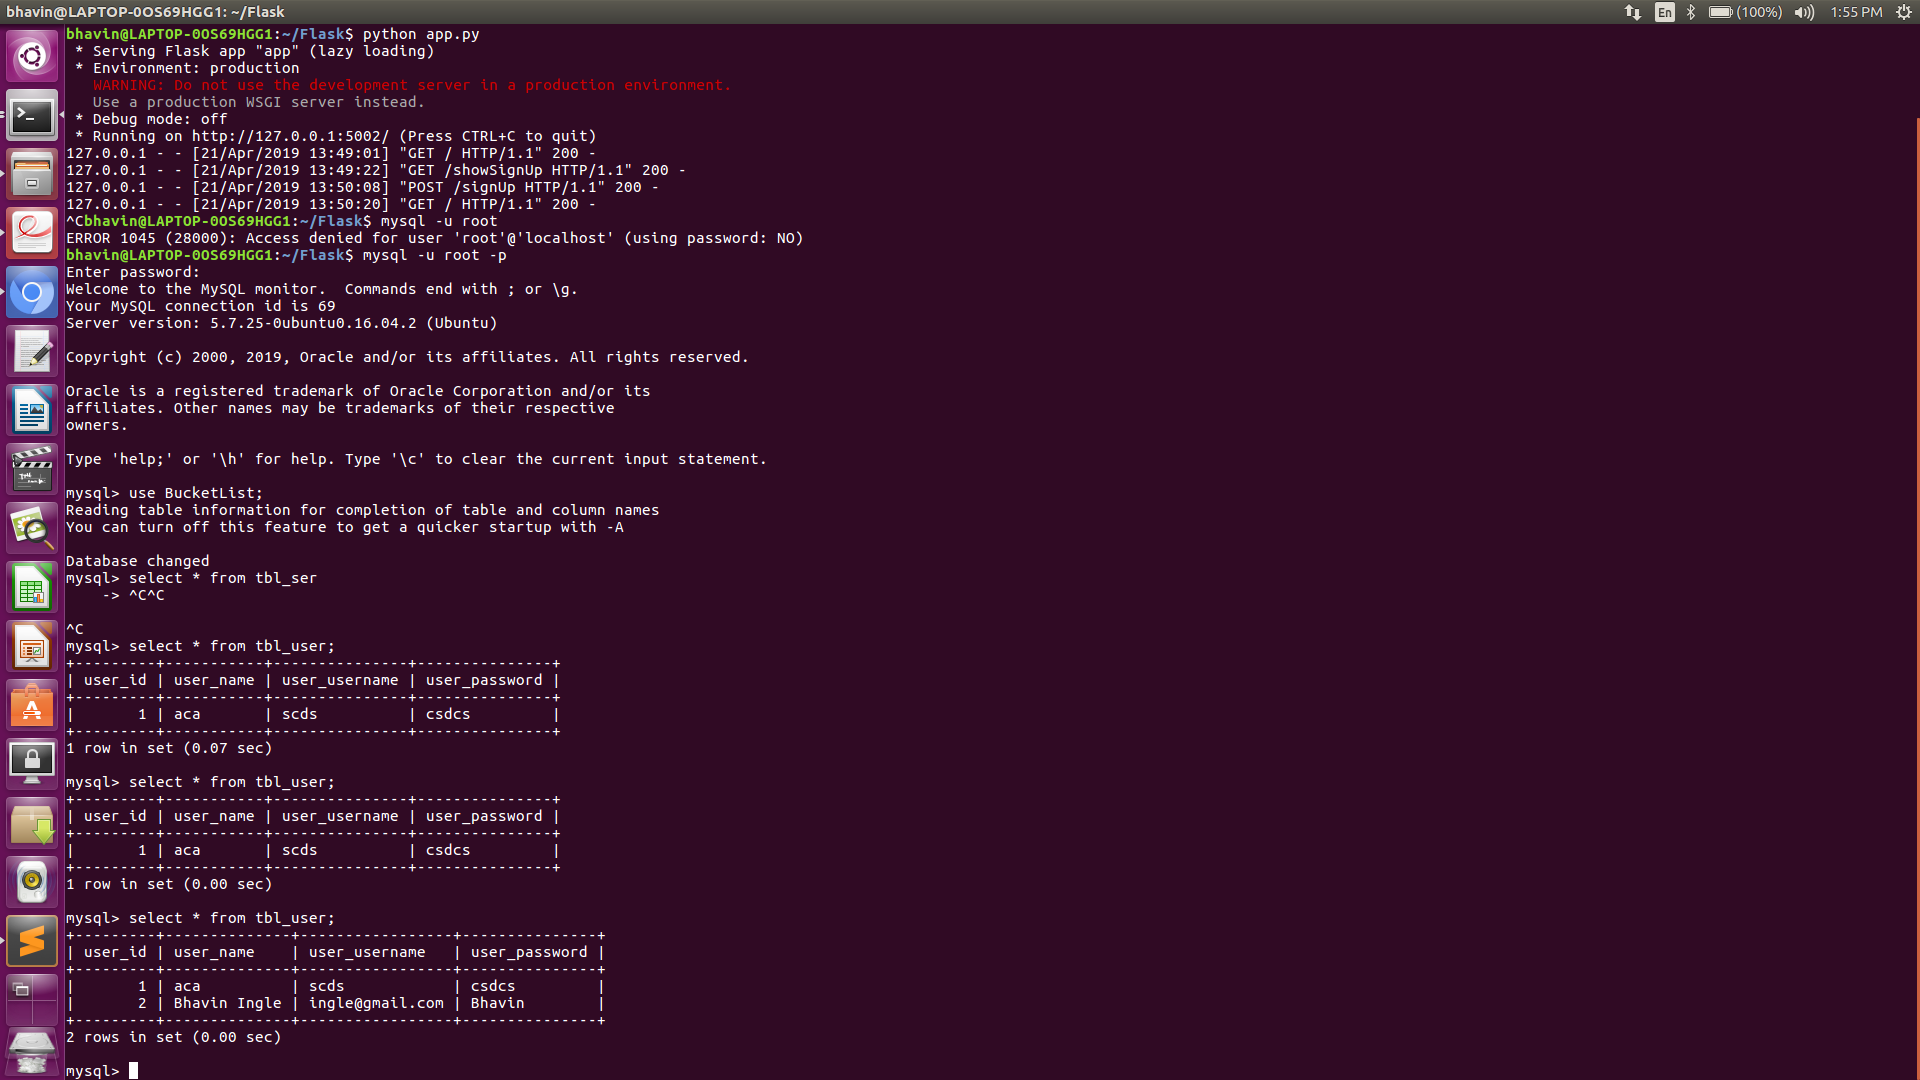 bhavin@LAPTOP-0OS69HGG1: ~/Flask
En (100%) 1:55 PM
bhavin@LAPTOP-0OS69HGG1:~/Flask$ python app.py
 * Serving Flask app "app" (lazy loading)
 * Environment: production
   WARNING: Do not use the development server in a production environment.
   Use a production WSGI server instead.
 * Debug mode: off
 * Running on http://127.0.0.1:5002/ (Press CTRL+C to quit)
127.0.0.1 - - [21/Apr/2019 13:49:01] "GET / HTTP/1.1" 200 -
127.0.0.1 - - [21/Apr/2019 13:49:22] "GET /showSignUp HTTP/1.1" 200 -
127.0.0.1 - - [21/Apr/2019 13:50:08] "POST /signUp HTTP/1.1" 200 -
127.0.0.1 - - [21/Apr/2019 13:50:20] "GET / HTTP/1.1" 200 -
^Cbhavin@LAPTOP-0OS69HGG1:~/Flask$ mysql -u root
ERROR 1045 (28000): Access denied for user 'root'@'localhost' (using password: NO)
bhavin@LAPTOP-0OS69HGG1:~/Flask$ mysql -u root -p
Enter password:
Welcome to the MySQL monitor.  Commands end with ; or \g.
Your MySQL connection id is 69
Server version: 5.7.25-0ubuntu0.16.04.2 (Ubuntu)

Copyright (c) 2000, 2019, Oracle and/or its affiliates. All rights reserved.

Oracle is a registered trademark of Oracle Corporation and/or its
affiliates. Other names may be trademarks of their respective
owners.

Type 'help;' or '\h' for help. Type '\c' to clear the current input statement.

mysql> use BucketList;
Reading table information for completion of table and column names
You can turn off this feature to get a quicker startup with -A

Database changed
mysql> select * from tbl_ser
    -> ^C^C

^C
mysql> select * from tbl_user;
+---------+-----------+---------------+---------------+
| user_id | user_name | user_username | user_password |
+---------+-----------+---------------+---------------+
|       1 | aca       | scds          | csdcs         |
+---------+-----------+---------------+---------------+
1 row in set (0.07 sec)

mysql> select * from tbl_user;
+---------+-----------+---------------+---------------+
| user_id | user_name | user_username | user_password |
+---------+-----------+---------------+---------------+
|       1 | aca       | scds          | csdcs         |
+---------+-----------+---------------+---------------+
1 row in set (0.00 sec)

mysql> select * from tbl_user;
+---------+--------------+-----------------+---------------+
| user_id | user_name    | user_username   | user_password |
+---------+--------------+-----------------+---------------+
|       1 | aca          | scds            | csdcs         |
|       2 | Bhavin Ingle | ingle@gmail.com | Bhavin        |
+---------+--------------+-----------------+---------------+
2 rows in set (0.00 sec)

mysql>